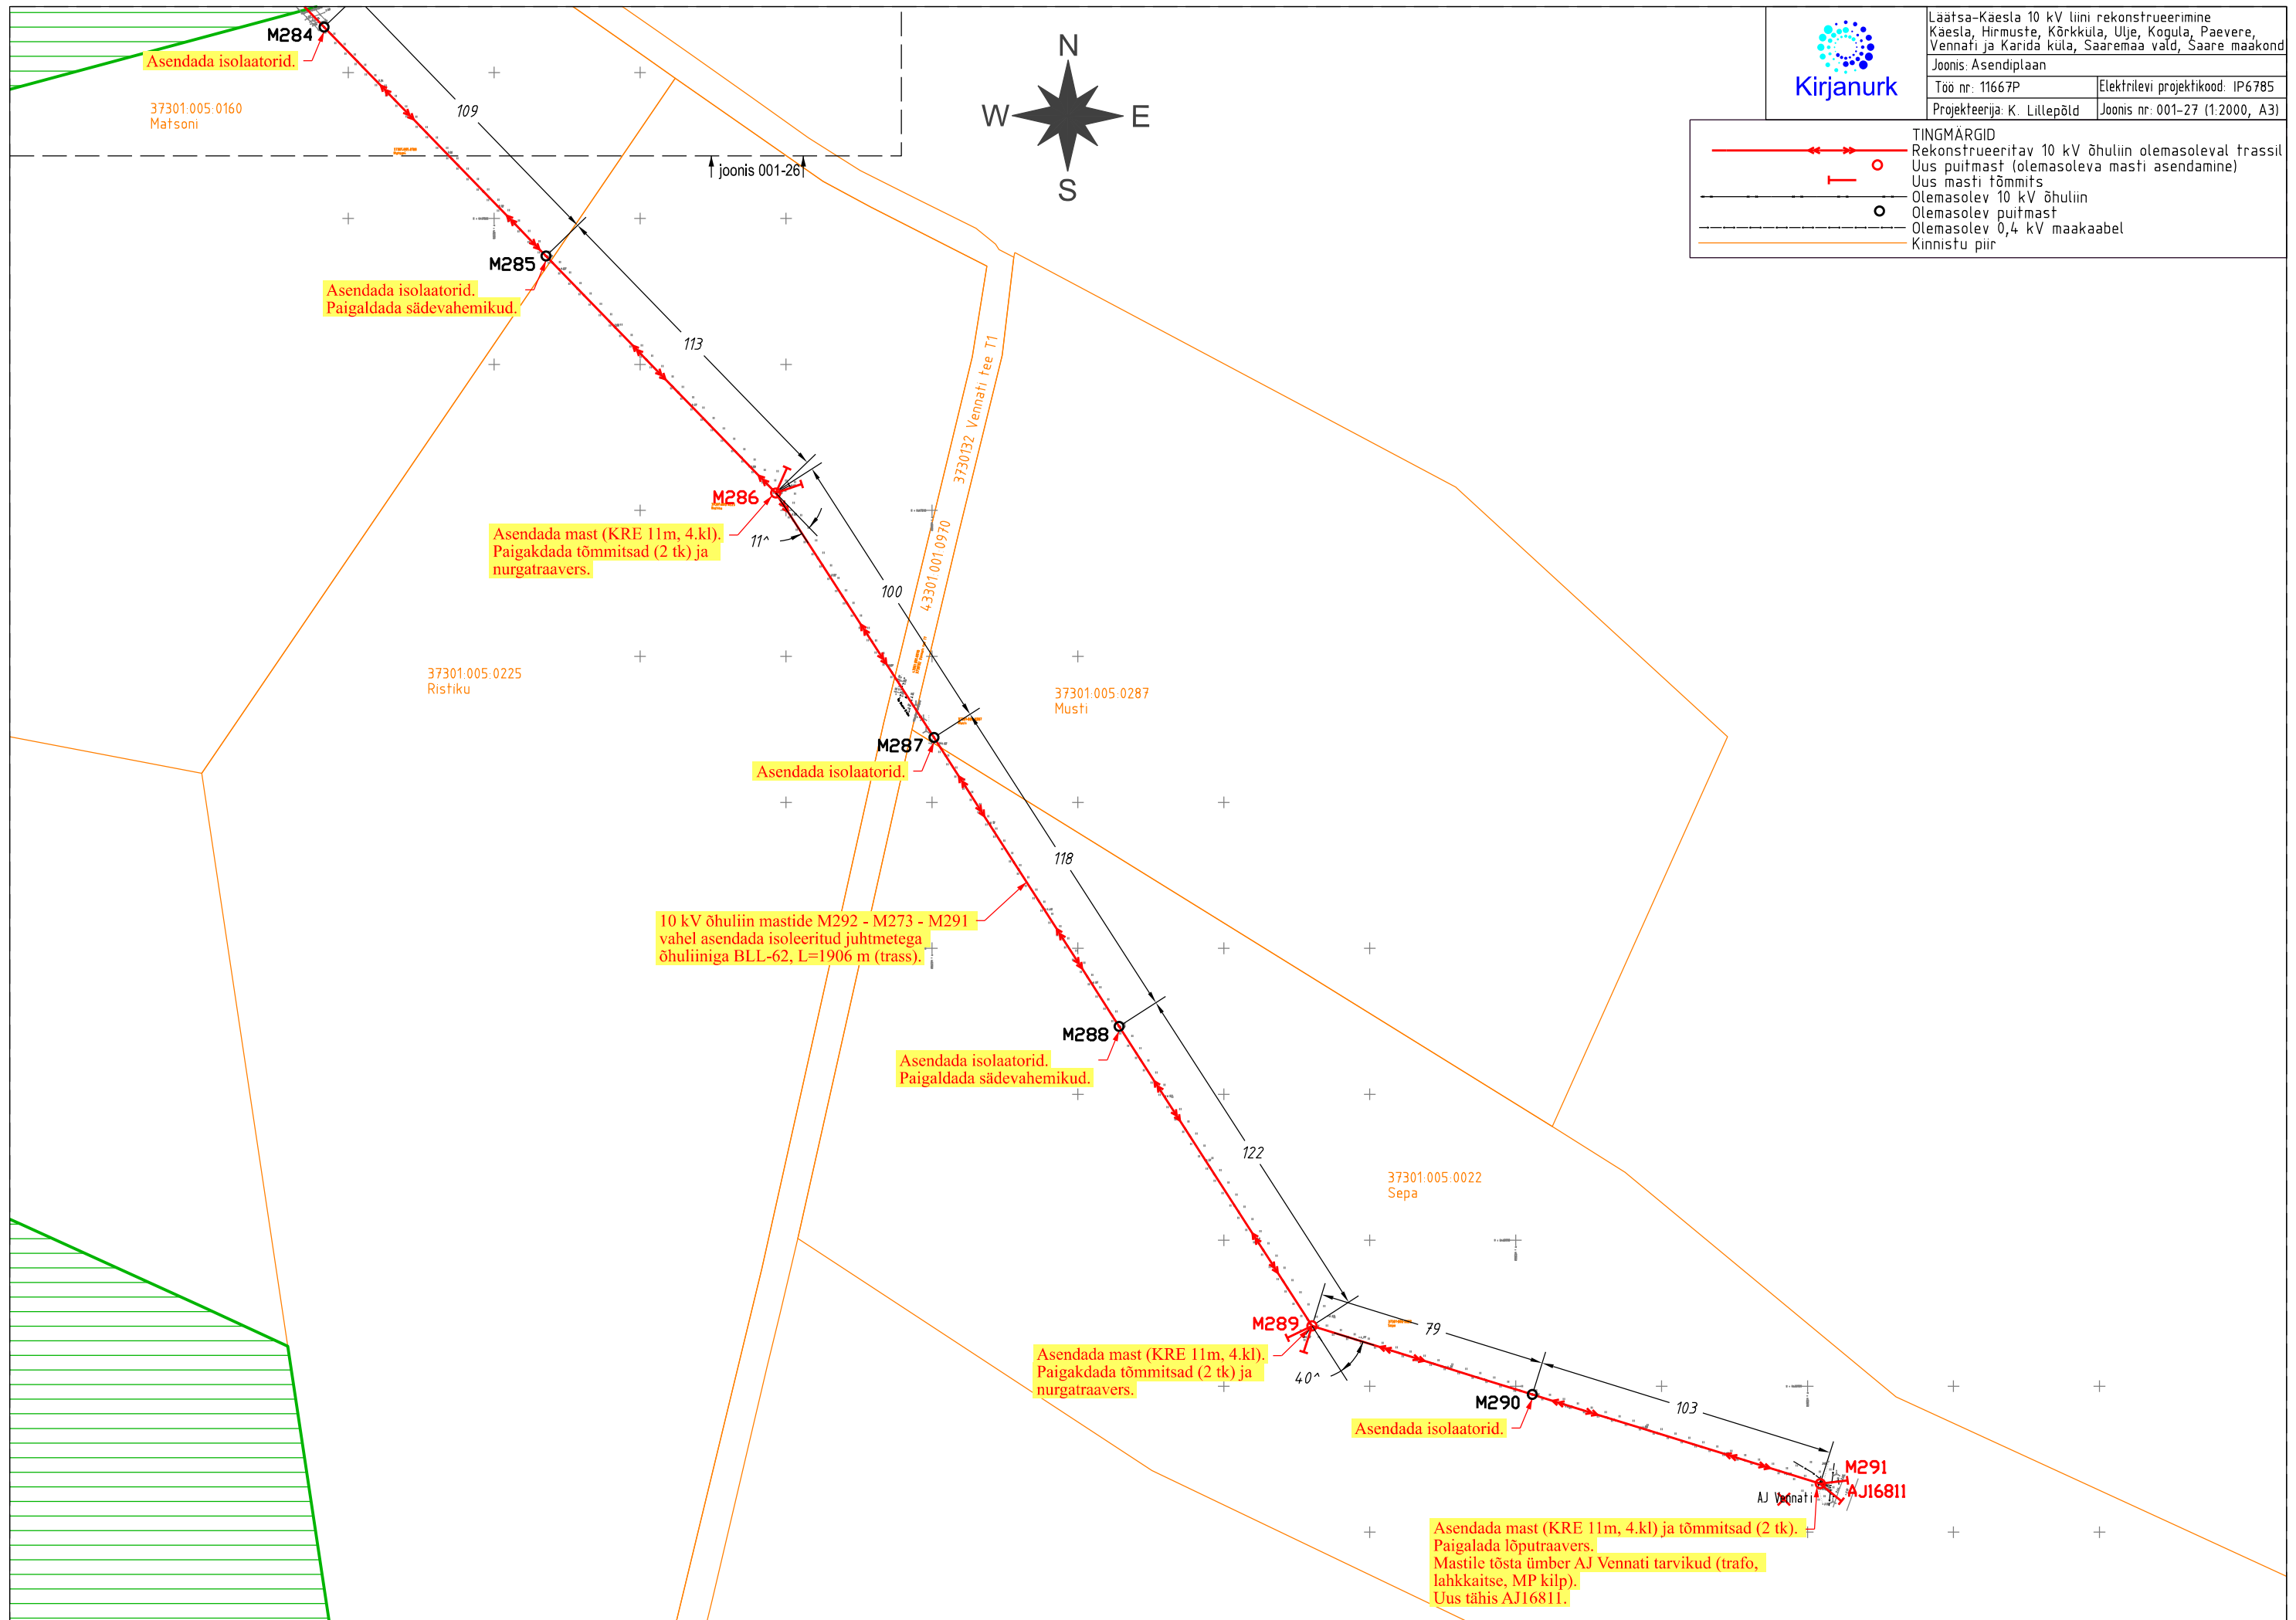 Kirjanurk
Läätsa-Käesla 10 kV liini rekonstrueerimine
Käesla, Hirmuste, Kõrkküla, Ulje, Kogula, Paevere,
Vennati ja Karida küla, Saaremaa vald, Saare maakond
Joonis: Asendiplaan
Töö nr: 11667P
Elektrilevi projektikood: IP6785
Projekteerija: K. Lillepõld
Joonis nr: 001-27 (1:2000, A3)
TINGMÄRGID
Rekonstrueeritav 10 kV õhuliin olemasoleval trassil
Uus puitmast (olemasoleva masti asendamine)
Uus masti tõmmits
Olemasolev 10 kV õhuliin
Olemasolev puitmast
Olemasolev 0,4 kV maakaabel
Kinnistu piir
N
W
E
S
M284
Asendada isolaatorid.
37301:005:0160
Matsoni
109
joonis 001-26
M285
Asendada isolaatorid.
Paigaldada sädevahemikud.
113
3730132 Vennati tee T1
43301:001:0970
M286
Asendada mast (KRE 11m, 4.kl).
Paigakdada tõmmitsad (2 tk) ja
nurgatraavers.
11^
100
37301:005:0225
Ristiku
37301:005:0287
Musti
M287
Asendada isolaatorid.
118
10 kV õhuliin mastide M292 - M273 - M291
vahel asendada isoleeritud juhtmetega
õhuliiniga BLL-62, L=1906 m (trass).
M288
Asendada isolaatorid.
Paigaldada sädevahemikud.
122
37301:005:0022
Sepa
M289
Asendada mast (KRE 11m, 4.kl).
Paigakdada tõmmitsad (2 tk) ja
nurgatraavers.
40^
79
M290
Asendada isolaatorid.
103
M291
AJ16811
AJ Vennati
Asendada mast (KRE 11m, 4.kl) ja tõmmitsad (2 tk).
Paigalada lõputraavers.
Mastile tõsta ümber AJ Vennati tarvikud (trafo,
lahkkaitse, MP kilp).
Uus tähis AJ16811.